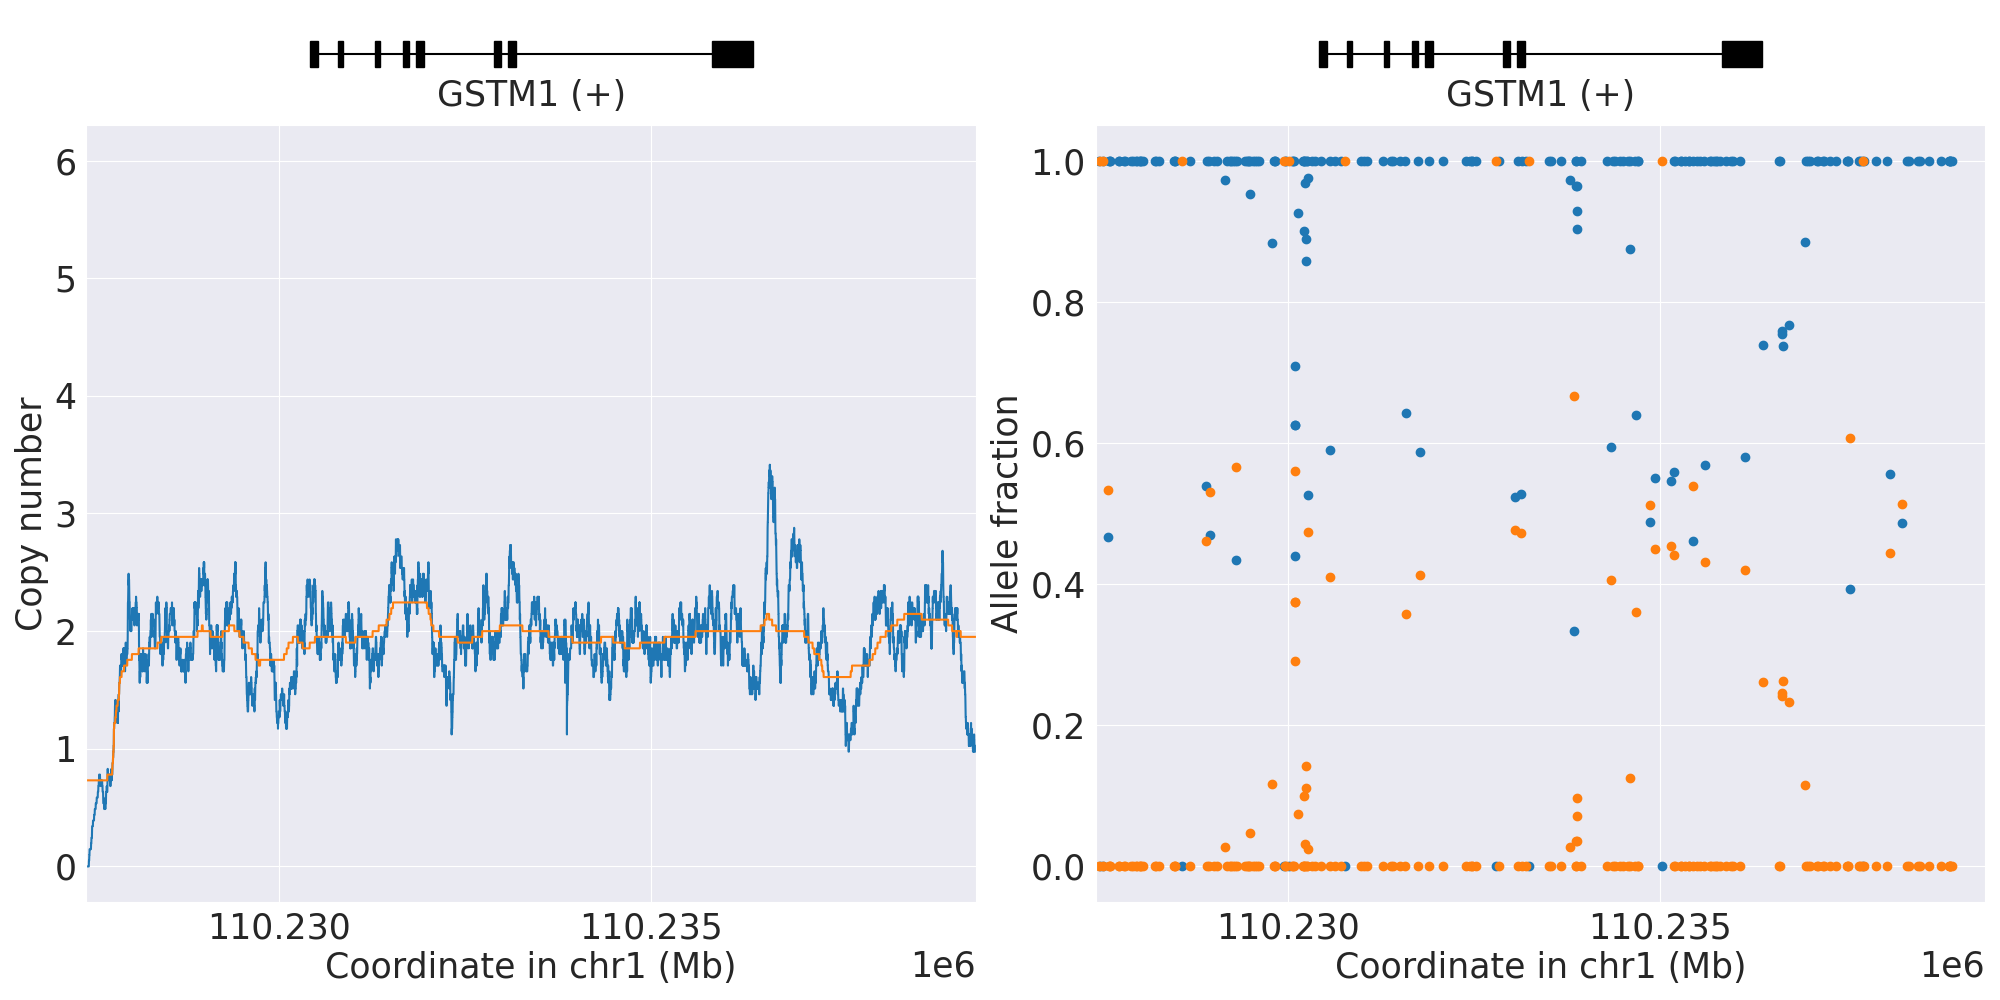 GSTM1 (+)
6
5
4
3
2
1
0
Copy number
110.230
110.235
Coordinate in chr1 (Mb)
1e6
GSTM1 (+)
1.0
0.8
0.6
0.4
0.2
0.0
Allele fraction
110.230
110.235
Coordinate in chr1 (Mb)
1e6